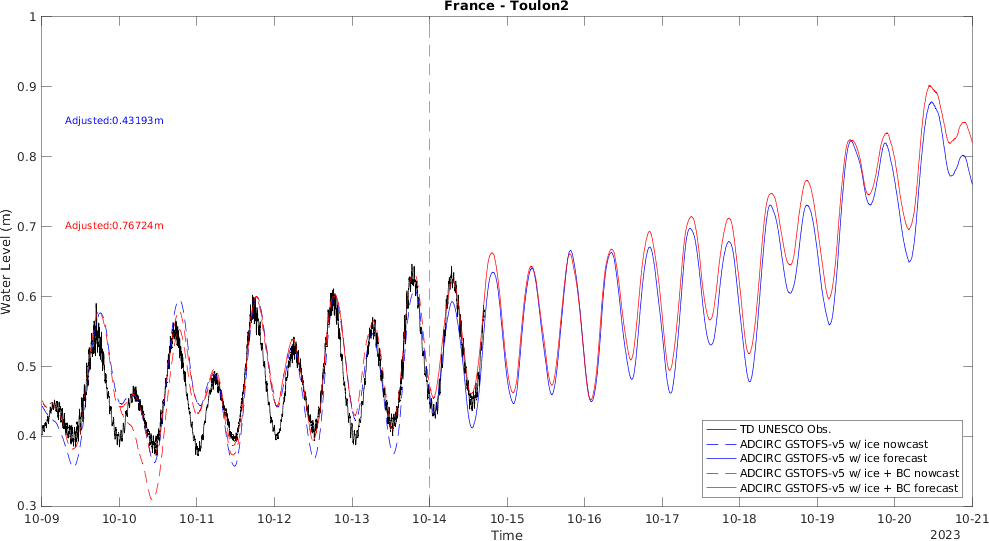 France - Toulon2
1
0.9
0.8
0.7
0.6
0.5
0.4
0.3
Water Level (m)
Adjusted:0.43193m
Adjusted:0.76724m
TD UNESCO Obs.
ADCIRC GSTOFS-v5 w/ ice nowcast
ADCIRC GSTOFS-v5 w/ ice forecast
ADCIRC GSTOFS-v5 w/ ice + BC nowcast
ADCIRC GSTOFS-v5 w/ ice + BC forecast
10-09 10-10 10-11 10-12 10-13 10-14 10-15 10-16 10-17 10-18 10-19 10-20 10-21
Time
2023